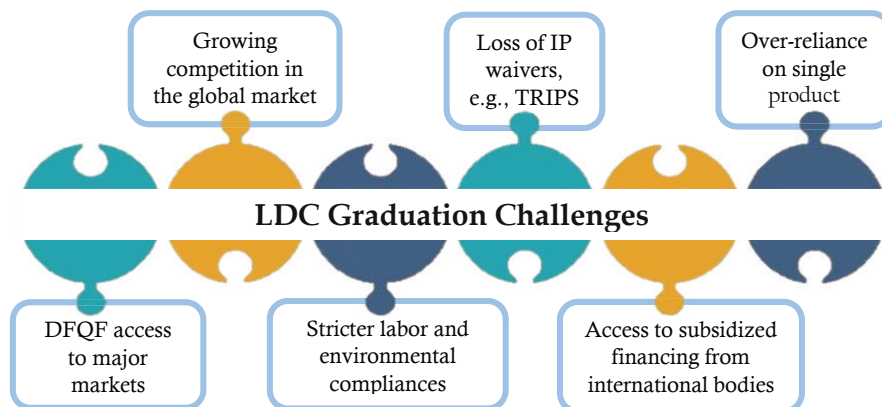 Growing
competition in
the global market
Loss of IP
waivers,
e.g., TRIPS
Over-reliance
on single
product
LDC Graduation Challenges
DFQF access
to major
markets
Stricter labor and
environmental
compliances
Access to subsidized
financing from
international bodies